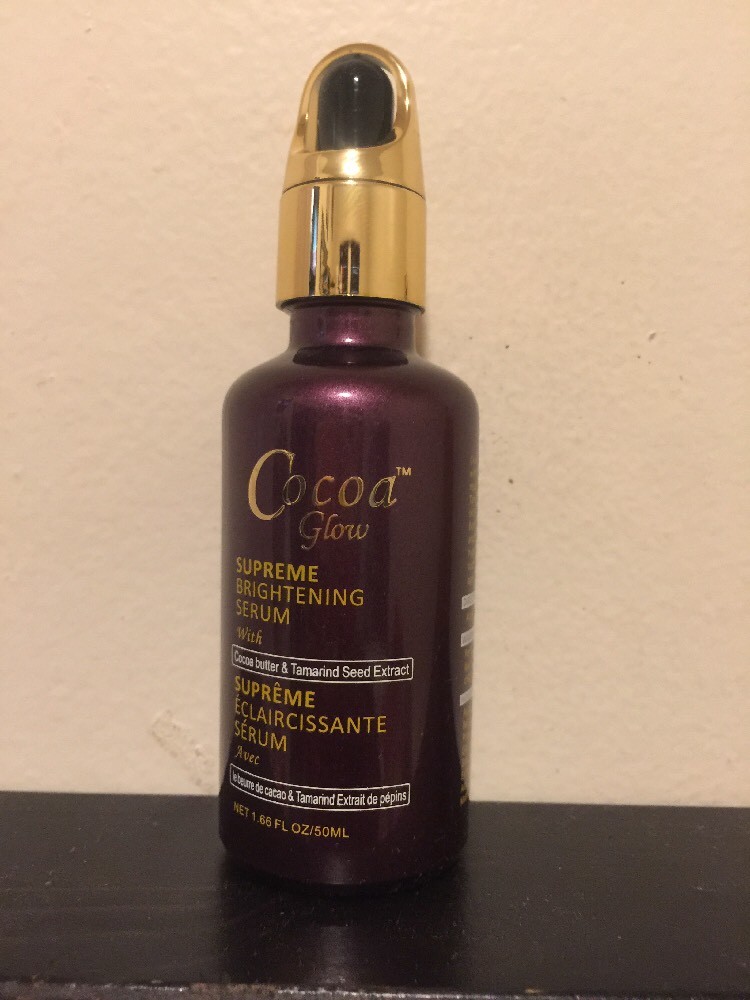 Cocoa™
Glow
SUPREME
BRIGHTENING
SERUM
With
Cocoa butter & Tamarind Seed Extract
SUPRÊME
ÉCLAIRCISSANTE
SÉRUM
Avec
le beurre de cacao & Tamarind Extrait de pépins
NET 1.66 FL OZ/50ML